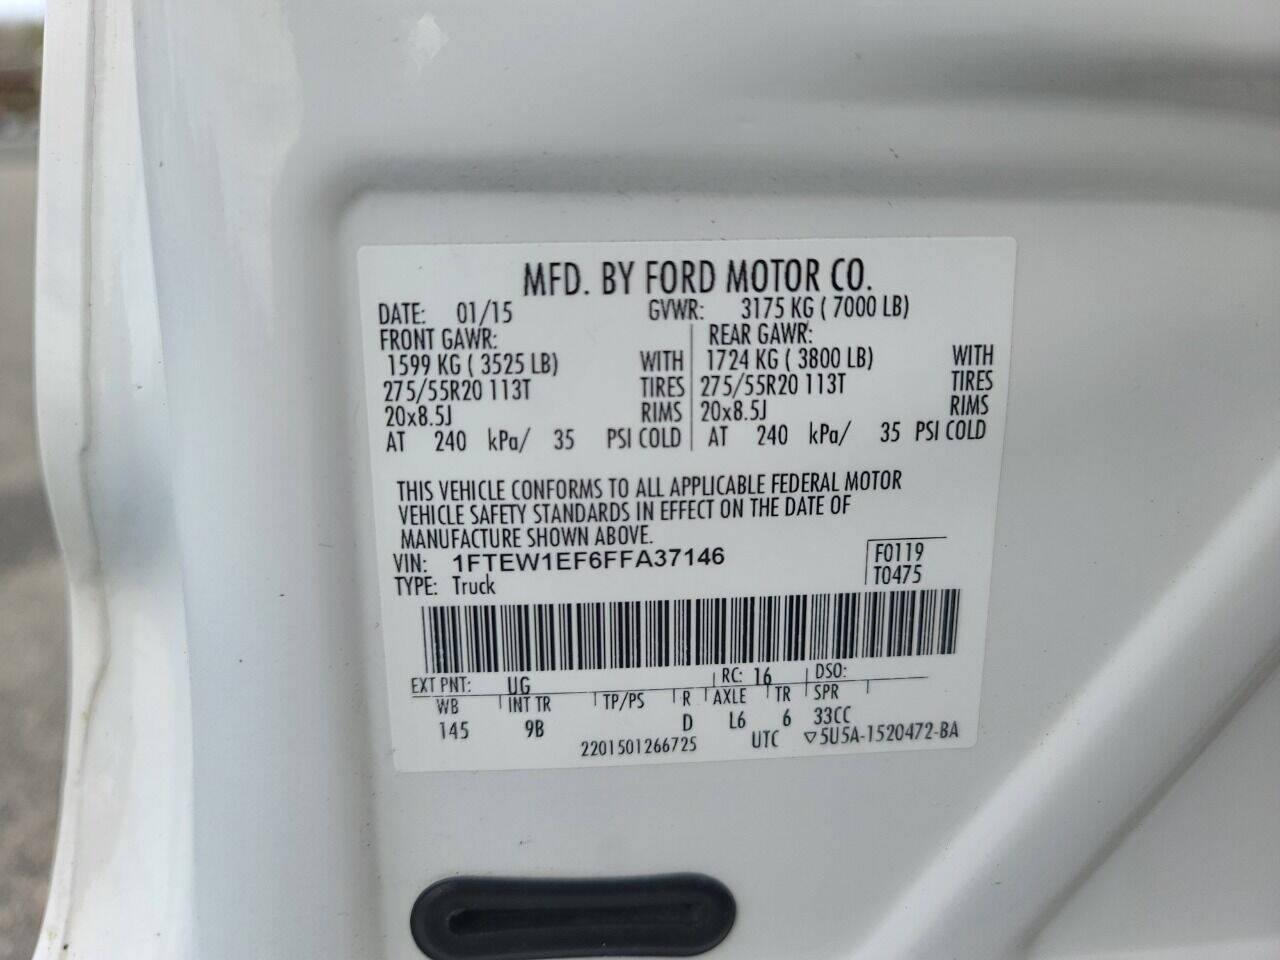 MFD. BY FORD MOTOR CO.
DATE: 01/15 GVWR: 3175 KG ( 7000 LB)
FRONT GAWR: REAR GAWR:
1599 KG ( 3525 LB) WITH 1724 KG ( 3800 LB) WITH
275/55R20 113T TIRES 275/55R20 113T TIRES
20x8.5J RIMS 20x8.5J RIMS
AT 240 kPa/ 35 PSI COLD AT 240 kPa/ 35 PSI COLD
THIS VEHICLE CONFORMS TO ALL APPLICABLE FEDERAL MOTOR
VEHICLE SAFETY STANDARDS IN EFFECT ON THE DATE OF
MANUFACTURE SHOWN ABOVE.
VIN: 1FTEW1EF6FFA37146 F0119
TYPE: Truck T0475
EXT PNT: UG RC: 16 DSO:
WB INT TR TP/PS R AXLE TR SPR
145 9B D L6 6 33CC
2201501266725 UTC ▽5U5A-1520472-BA